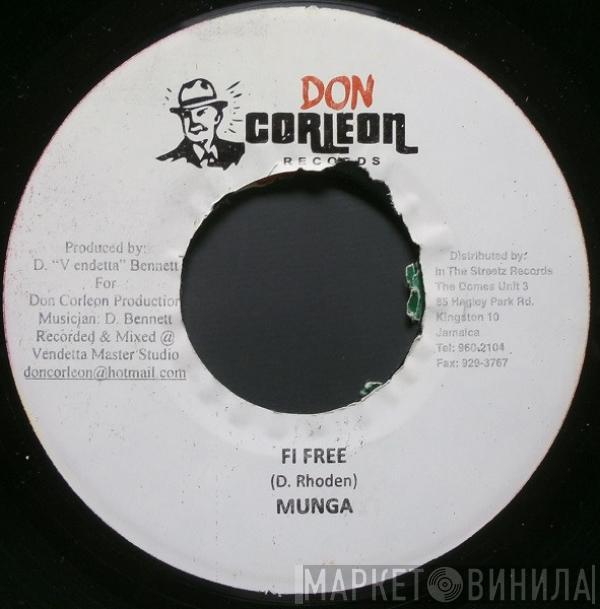 DON
CORLEON
RECORDS
Produced by:
D. "Vendetta" Bennett
For
Don Corleon Production
Musician: D. Bennett
Recorded & Mixed @
Vendetta Master Studio
doncorleon@hotmail.com
Distributed by:
In The Streetz Records
The Domes Unit 3
85 Hagley Park Rd.
Kingston 10
Jamaica
Tel: 960-2104
Fax: 929-3767
FI FREE
(D. Rhoden)
MUNGA
МАРКЕТ ВИНИЛА